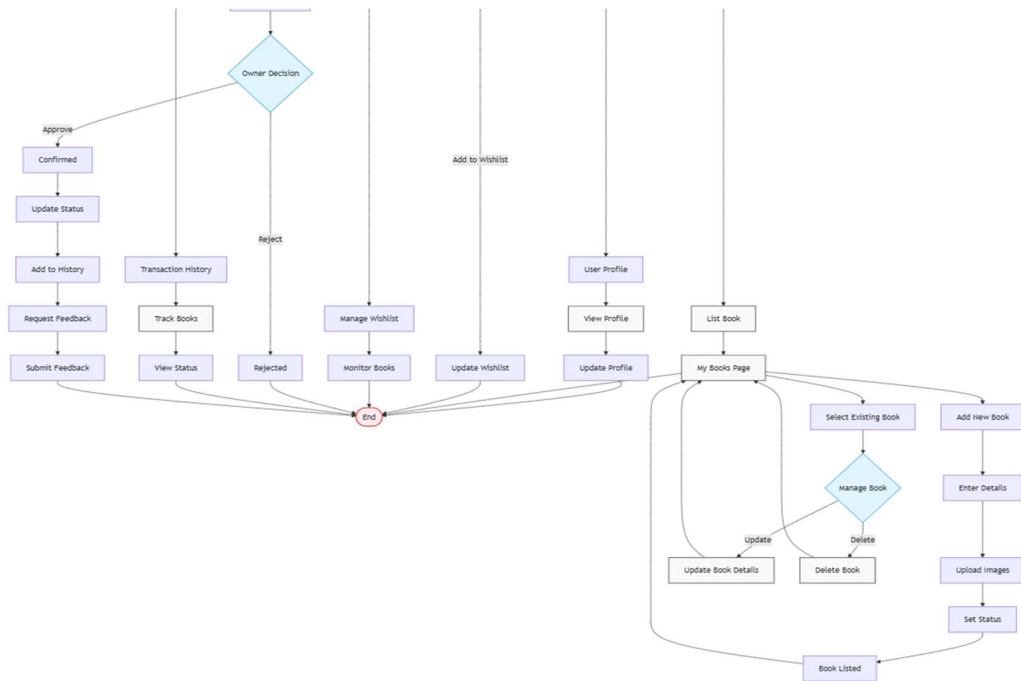 Owner Decision
Approve
Confirmed
Add to Wishlist
Update Status
Reject
Add to History
Transaction History
User Profile
Request Feedback
Track Books
Manage Wishlist
View Profile
List Book
Submit Feedback
View Status
Rejected
Monitor Books
Update Wishlist
Update Profile
My Books Page
End
Select Existing Book
Add New Book
Manage Book
Enter Details
Update
Delete
Update Book Details
Delete Book
Upload Images
Set Status
Book Listed